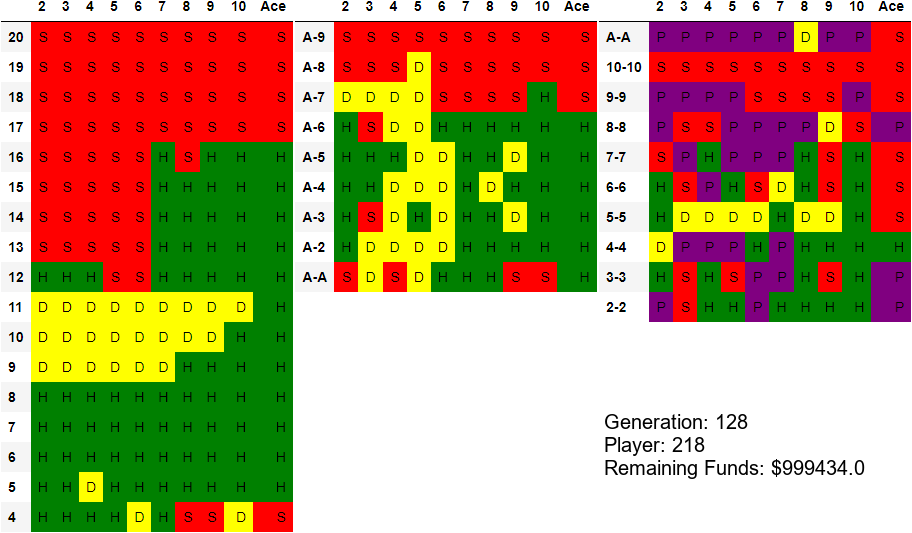 2 3 4 5 6 7 8 9 10 Ace
20 S S S S S S S S S S
19 S S S S S S S S S S
18 S S S S S S S S S S
17 S S S S S S S S S S
16 S S S S S H S H H H
15 S S S S S H H H H H
14 S S S S S H H H H H
13 S S S S S H H H H H
12 H H H S S H H H H H
11 D D D D D D D D D H
10 D D D D D D D D H H
9 D D D D D D H H H H
8 H H H H H H H H H H
7 H H H H H H H H H H
6 H H H H H H H H H H
5 H H D H H H H H H H
4 H H H H D H S S D S
2 3 4 5 6 7 8 9 10 Ace
A-9 S S S S S S S S S S
A-8 S S S D S S S S S S
A-7 D D D D S S S S H S
A-6 H S D D H H H H H H
A-5 H H H D D H H D H H
A-4 H H D D D H D H H H
A-3 H S D H D H H D H H
A-2 H D D D D H H H H H
A-A S D S D H H H S S H
2 3 4 5 6 7 8 9 10 Ace
A-A P P P P P P D P P S
10-10 S S S S S S S S S S
9-9 P P P P S S S S P S
8-8 P S S P P P P D S P
7-7 S P H P P P H S H S
6-6 H S P H S D H S H S
5-5 H D D D D H D D H S
4-4 D P P P H P H H H H
3-3 H S H S P P H S H P
2-2 P S H H P H H H H P
Generation: 128
Player: 218
Remaining Funds: $999434.0